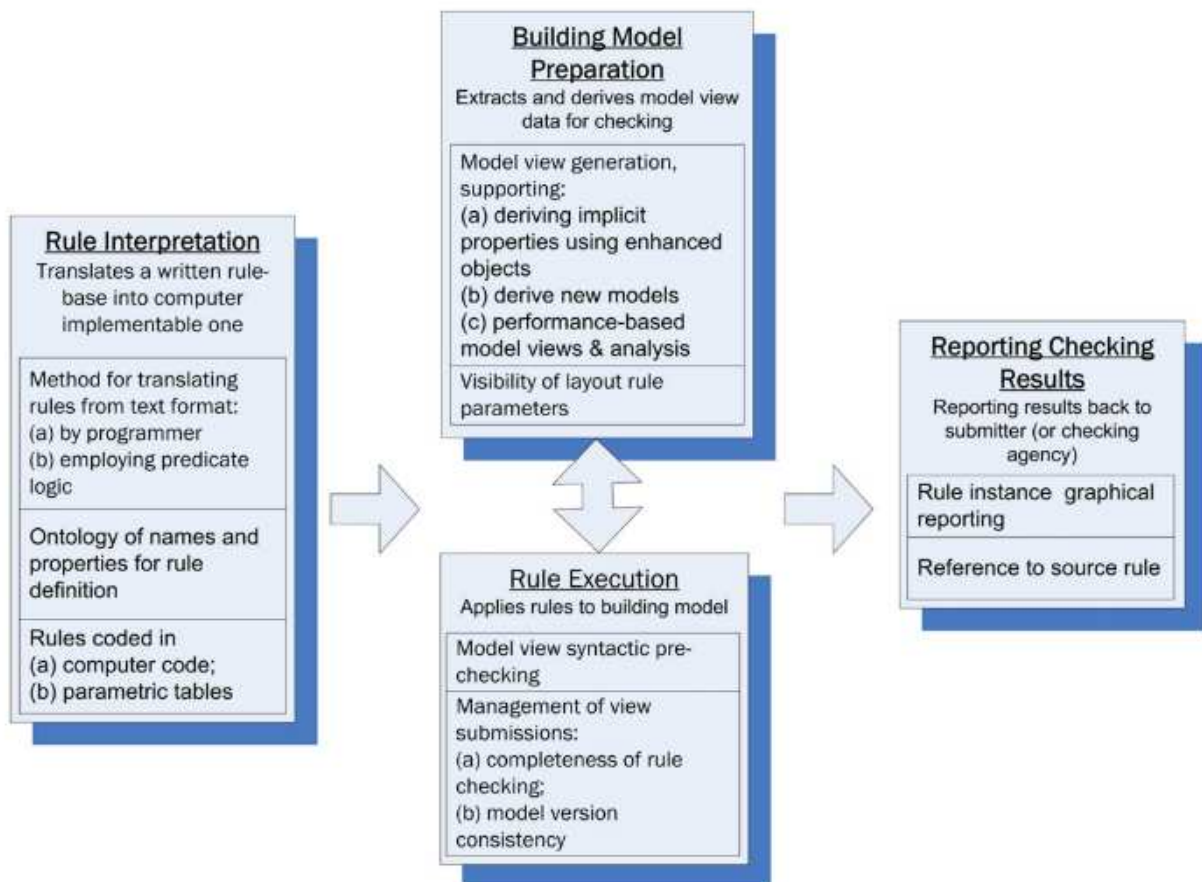 Rule Interpretation
Translates a written rule-
base into computer
implementable one
Method for translating
rules from text format:
(a) by programmer
(b) employing predicate
logic
Ontology of names and
properties for rule
definition
Rules coded in
(a) computer code;
(b) parametric tables
Building Model
Preparation
Extracts and derives model view
data for checking
Model view generation,
supporting:
(a) deriving implicit
properties using enhanced
objects
(b) derive new models
(c) performance-based
model views & analysis
Visibility of layout rule
parameters
Rule Execution
Applies rules to building model
Model view syntactic pre-
checking
Management of view
submissions:
(a) completeness of rule
checking;
(b) model version
consistency
Reporting Checking
Results
Reporting results back to
submitter (or checking
agency)
Rule instance graphical
reporting
Reference to source rule